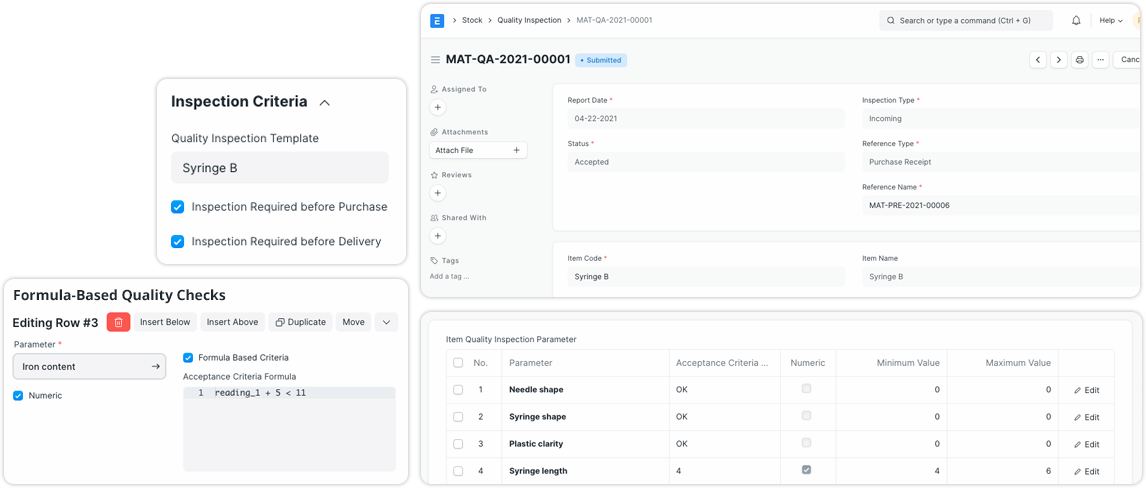 Inspection Criteria
Quality Inspection Template
Syringe B
Inspection Required before Purchase
Inspection Required before Delivery
Formula-Based Quality Checks
Editing Row #3 Insert Below Insert Above Duplicate Move
Parameter *
Iron content
Numeric
Formula Based Criteria
Acceptance Criteria Formula
1 reading_1 + 5 < 11
E Stock Quality Inspection MAT-QA-2021-00001 Search or type a command (Ctrl + G) Help
MAT-QA-2021-00001 Submitted ... Canc
Assigned To
+
Attachments
Attach File +
Reviews
+
Shared With
+
Tags
Add a tag ...
Report Date * Inspection Type *
04-22-2021 Incoming
Status * Reference Type *
Accepted Purchase Receipt
Reference Name *
MAT-PRE-2021-00006
Item Code * Item Name
Syringe B Syringe B
Item Quality Inspection Parameter
No. Parameter Acceptance Criteria ... Numeric Minimum Value Maximum Value
1 Needle shape OK 0 0 Edit
2 Syringe shape OK 0 0 Edit
3 Plastic clarity OK 0 0 Edit
4 Syringe length 4 4 6 Edit